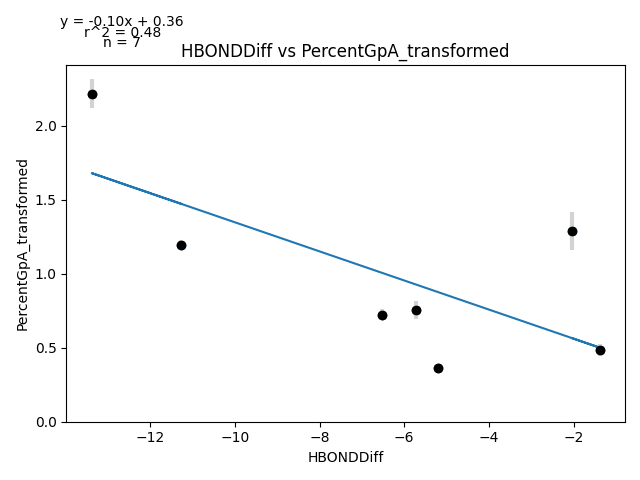 y = -0.10x + 0.36
r^2 = 0.48
n = 7
HBONDDiff vs PercentGpA_transformed
PercentGpA_transformed
2.0
1.5
1.0
0.5
0.0
−12
−10
−8
−6
−4
−2
HBONDDiff